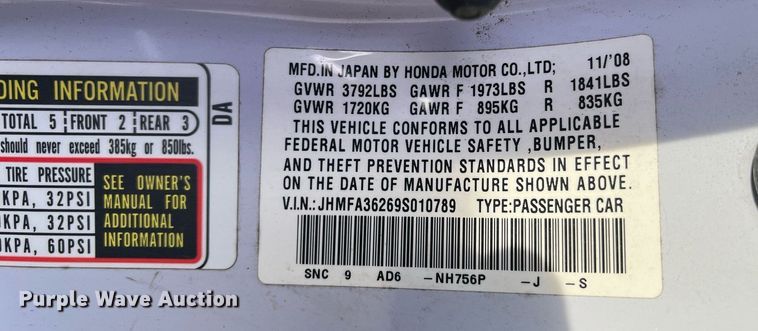 DING INFORMATION
TOTAL 5 FRONT 2 REAR 3
should never exceed 385kg or 850lbs.
TIRE PRESSURE
KPA, 32PSI
KPA, 32PSI
KPA, 60PSI
SEE OWNER'S
MANUAL FOR
ADDITIONAL
INFORMATION
DA
MFD.IN JAPAN BY HONDA MOTOR CO.,LTD; 11/'08
GVWR 3792LBS GAWR F 1973LBS R 1841LBS
GVWR 1720KG GAWR F 895KG R 835KG
THIS VEHICLE CONFORMS TO ALL APPLICABLE
FEDERAL MOTOR VEHICLE SAFETY ,BUMPER,
AND THEFT PREVENTION STANDARDS IN EFFECT
ON THE DATE OF MANUFACTURE SHOWN ABOVE.
V.I.N.:JHMFA36269S010789 TYPE:PASSENGER CAR
SNC 9 AD6 -NH756P -J -S
Purple Wave Auction